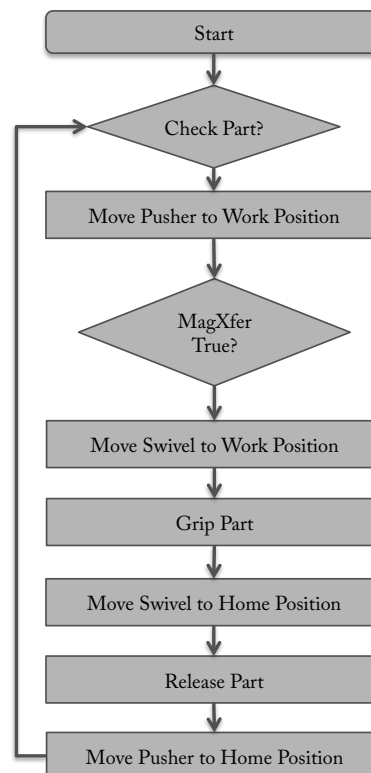 Start
Check Part?
Move Pusher to Work Position
MagXfer
True?
Move Swivel to Work Position
Grip Part
Move Swivel to Home Position
Release Part
Move Pusher to Home Position